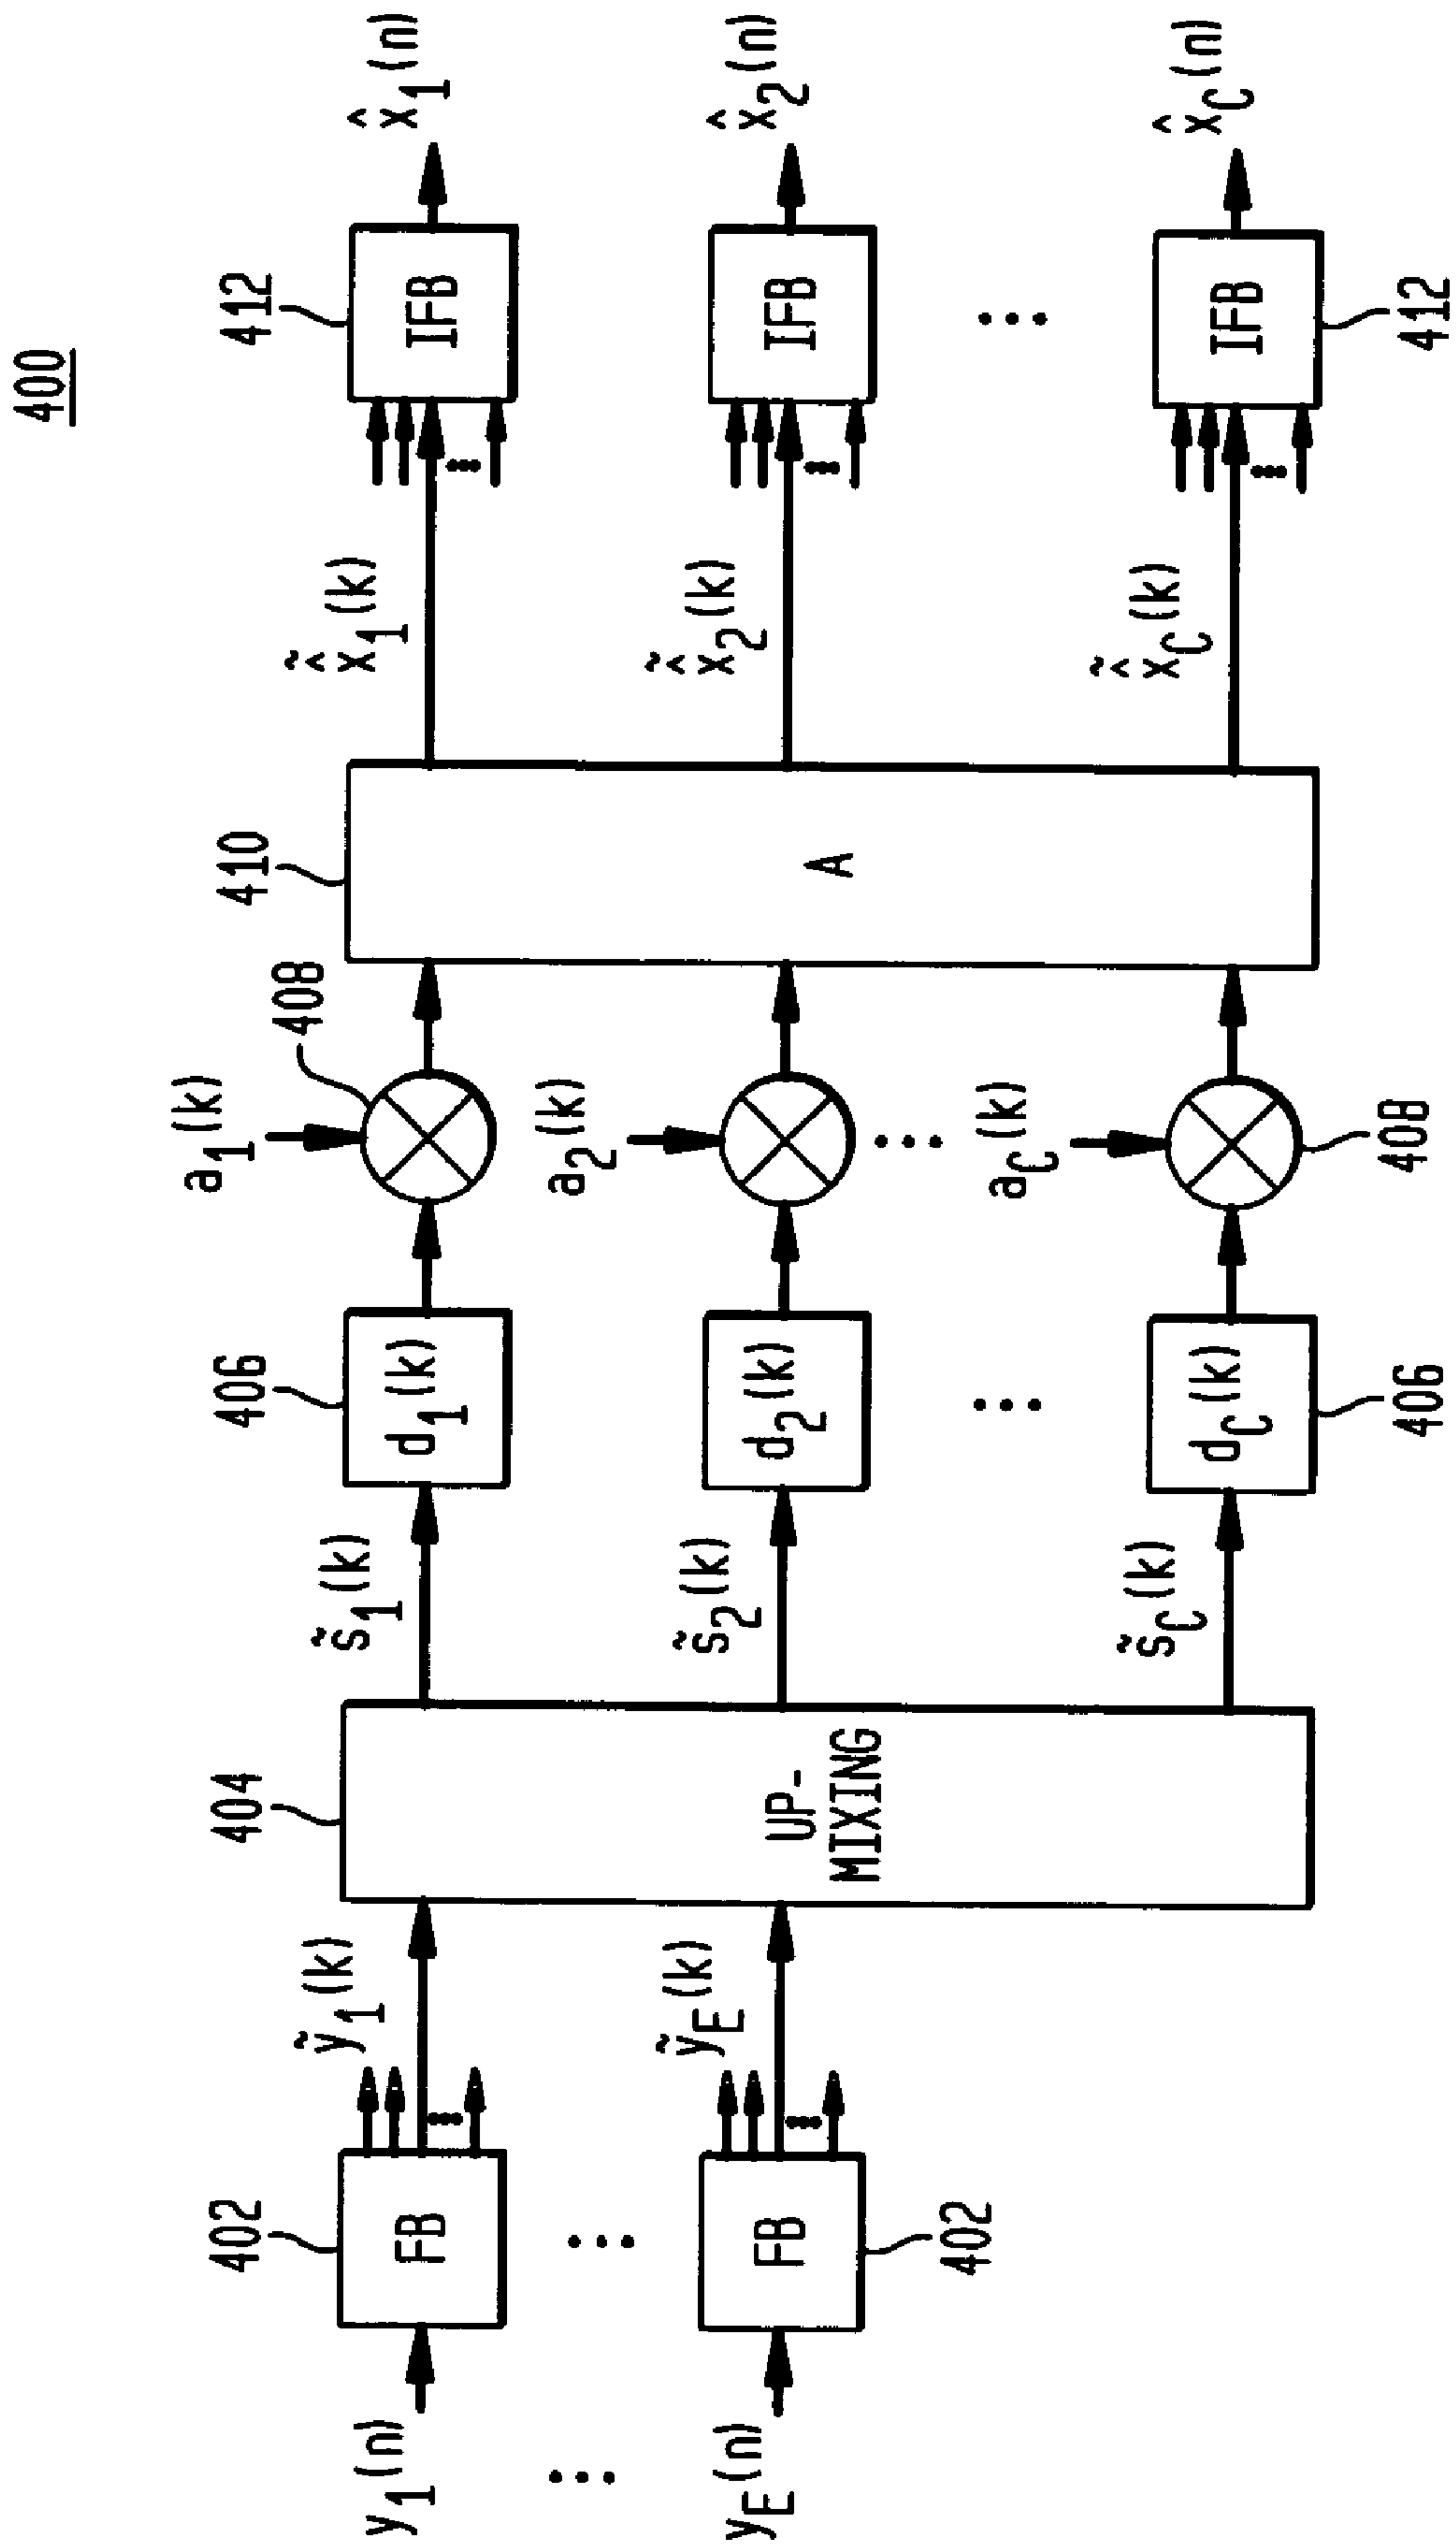 400
y₁(n)
402
FB
ỹ₁(k)
404
UP-
MIXING
s̃₁(k)
406
d₁(k)
a₁(k)
408
410
A
x̃̂₁(k)
412
IFB
x̂₁(n)
...
yE(n)
...
FB
402
ỹE(k)
s̃₂(k)
d₂(k)
a₂(k)
x̃̂₂(k)
IFB
x̂₂(n)
...
...
...
s̃C(k)
dC(k)
406
aC(k)
408
x̃̂C(k)
IFB
412
x̂C(n)